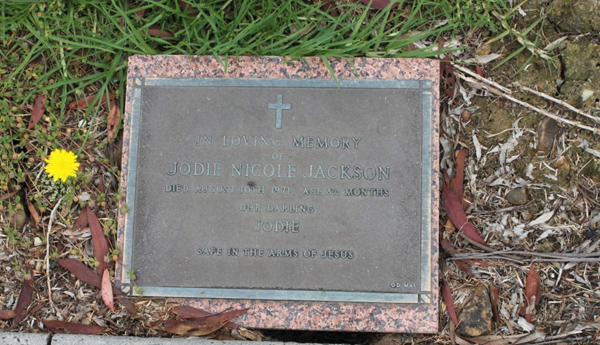 IN LOVING MEMORY
OF
JODIE NICOLE JACKSON
DIED AUGUST 1971, AGED MONTHS
OUR DARLING
JODIE
SAFE IN THE ARMS OF JESUS